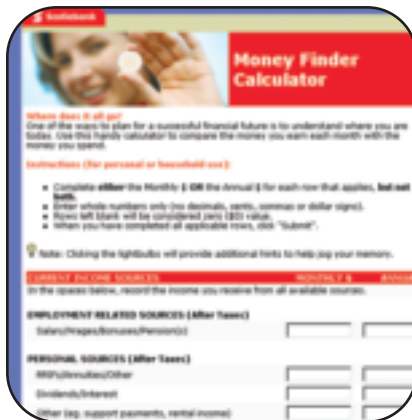 Scotiabank
Money Finder
Calculator
Where does it all go?
One of the ways to plan for a successful financial future is to understand where you are
today. Use this handy calculator to compare the money you earn each month with the
money you spend.
Instructions (for personal or household use):
Complete either the Monthly $ OR the Annual $ for each row that applies, but not
both.
Enter whole numbers only (no decimals, cents, commas or dollar signs).
Rows left blank will be considered zero ($0) value.
When you have completed all applicable rows, click "Submit".
Note: Clicking the lightbulbs will provide additional hints to help jog your memory.
CURRENT INCOME SOURCES MONTHLY $ ANNUA
In the spaces below, record the income you receive from all available sources.
EMPLOYMENT RELATED SOURCES (After Taxes)
Salary/Wages/Bonuses/Pension(s)
PERSONAL SOURCES (After Taxes)
RRIFs/Annuities/Other
Dividends/Interest
Other (eg. support payments, rental income)